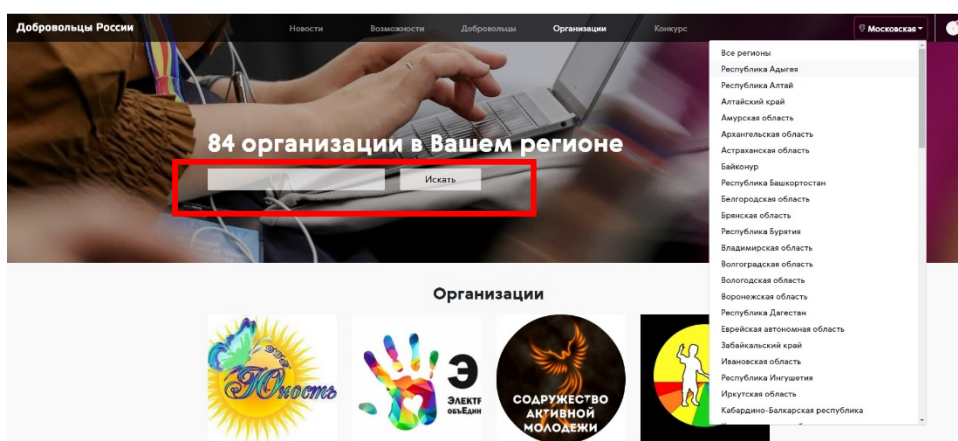 Добровольцы России
Новости
Возможности
Добровольцы
Организации
Конкурс
Московская
84 организации в Вашем регионе
Искать
Все регионы
Республика Адыгея
Республика Алтай
Алтайский край
Амурская область
Архангельская область
Астраханская область
Байконур
Республика Башкортостан
Белгородская область
Брянская область
Республика Бурятия
Владимирская область
Волгоградская область
Вологодская область
Воронежская область
Республика Дагестан
Еврейская автономная область
Забайкальский край
Ивановская область
Республика Ингушетия
Иркутская область
Кабардино-Балкарская республика
Организации
Юность
Э
ЭЛЕКТР
объЕдин
СОДРУЖЕСТВО
АКТИВНОЙ
МОЛОДЕЖИ